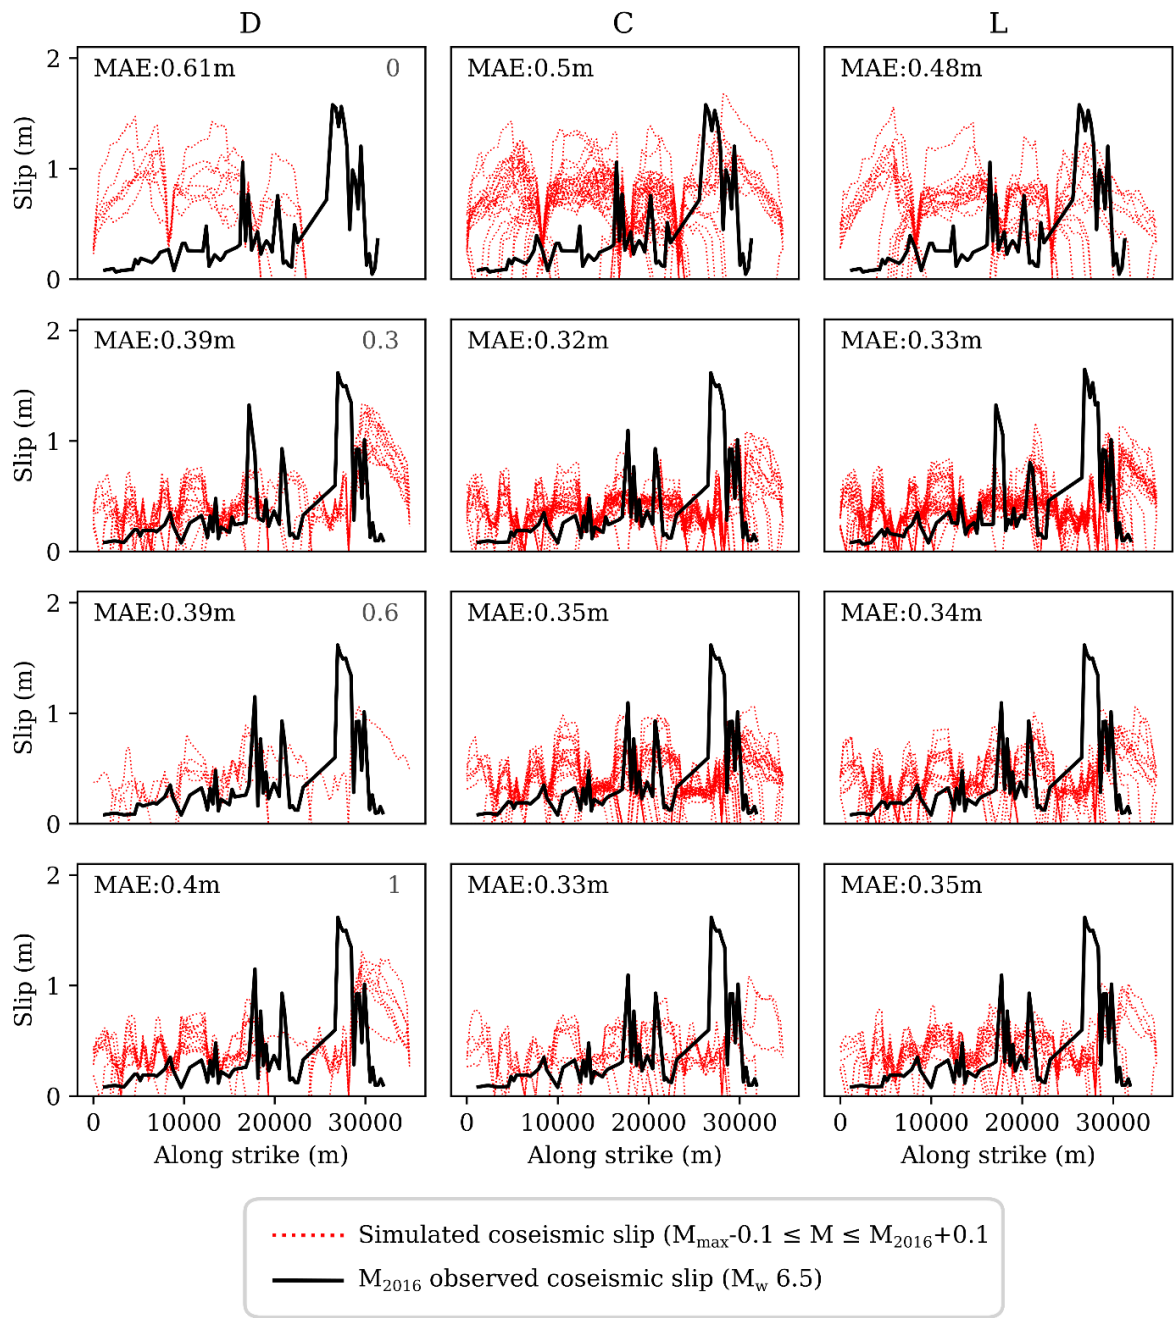 D C L
2
MAE:0.61m 0 MAE:0.5m MAE:0.48m
Slip (m)
1
0
2
MAE:0.39m 0.3 MAE:0.32m MAE:0.33m
Slip (m)
1
0
2
MAE:0.39m 0.6 MAE:0.35m MAE:0.34m
Slip (m)
1
0
2
MAE:0.4m 1 MAE:0.33m MAE:0.35m
Slip (m)
1
0
0 10000 20000 30000 0 10000 20000 30000 0 10000 20000 30000
Along strike (m) Along strike (m) Along strike (m)
Simulated coseismic slip (Mmax-0.1 ≤ M ≤ M2016+0.1
M2016 observed coseismic slip (Mw 6.5)